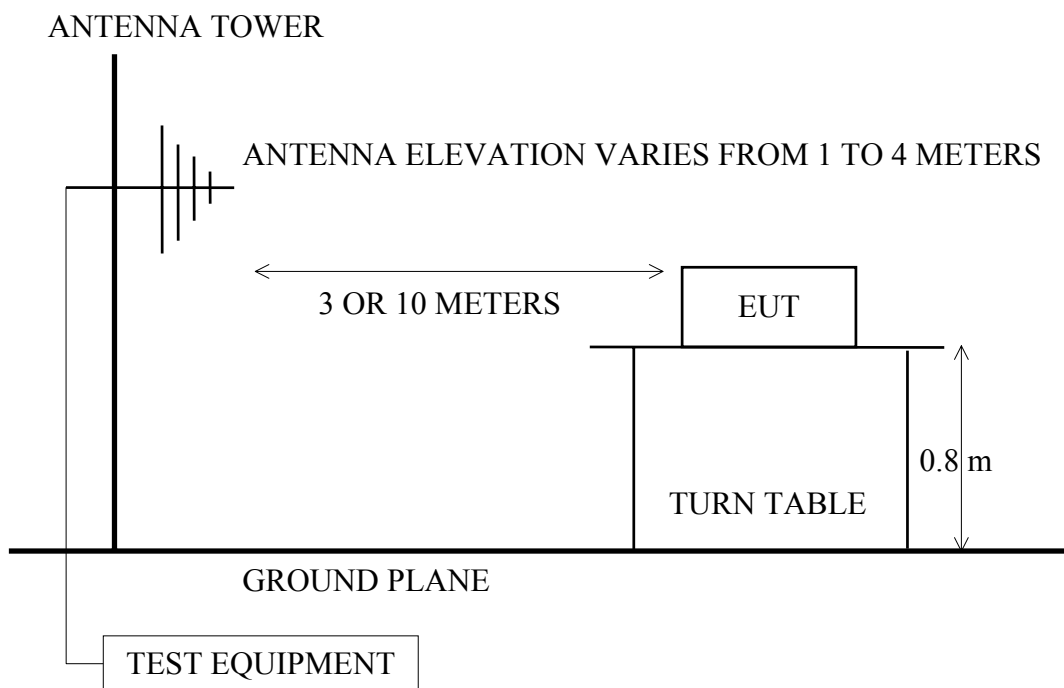 ANTENNA TOWER
ANTENNA ELEVATION VARIES FROM 1 TO 4 METERS
3 OR 10 METERS
EUT
0.8 m
TURN TABLE
GROUND PLANE
TEST EQUIPMENT